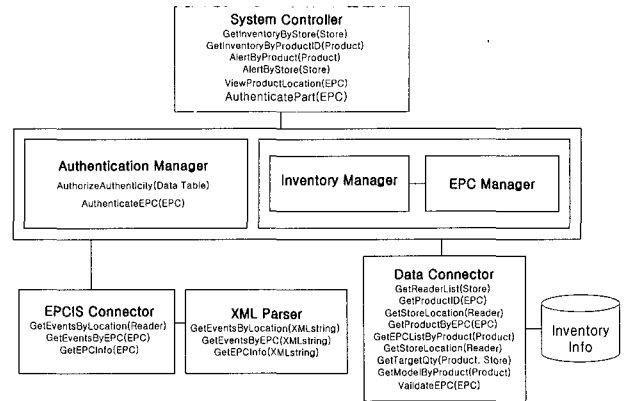 System Controller
GetInventoryByStore(Store)
GetInventoryByProductID(Product)
AlertByProduct(Product)
AlertByStore(Store)
ViewProductLocation(EPC)
AuthenticatePart(EPC)
Authentication Manager
AuthorizeAuthenticity(Data Table)
AuthenticateEPC(EPC)
Inventory Manager
EPC Manager
EPCIS Connector
GetEventsByLocation(Reader)
GetEventsByEPC(EPC)
GetEPCInfo(EPC)
XML Parser
GetEventsByLocation(XMLstring)
GetEventsByEPC(XMLstring)
GetEPCInfo(XMLstring)
Data Connector
GetReaderList(Store)
GetProductID(EPC)
GetStoreLocation(Reader)
GetProductByEPC(EPC)
GetEPCListByProduct(Product)
GetStoreLocation(Reader)
GetTargetQty(Product, Store)
GetModelByProduct(Product)
ValidateEPC(EPC)
Inventory
Info